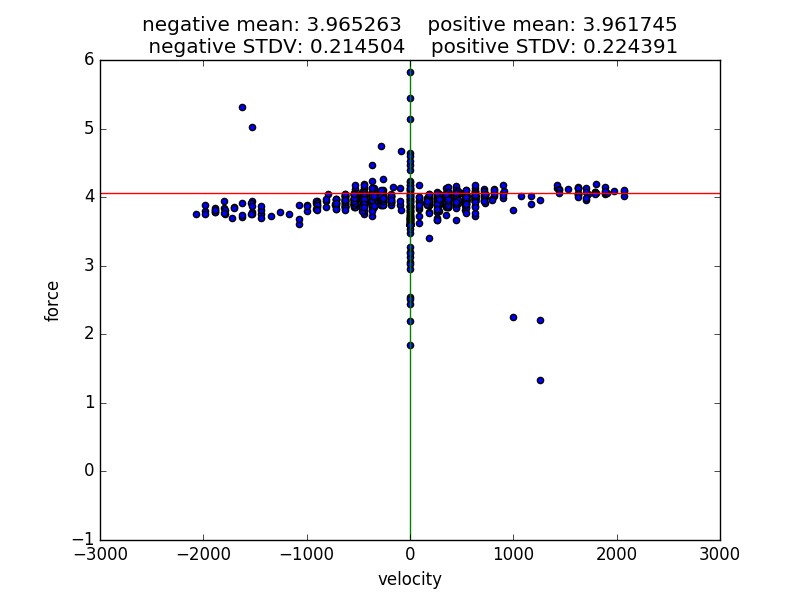 negative mean: 3.965263 positive mean: 3.961745
negative STDV: 0.214504 positive STDV: 0.224391
6
5
4
3
2
1
0
−1
force
−3000 −2000 −1000 0 1000 2000 3000
velocity